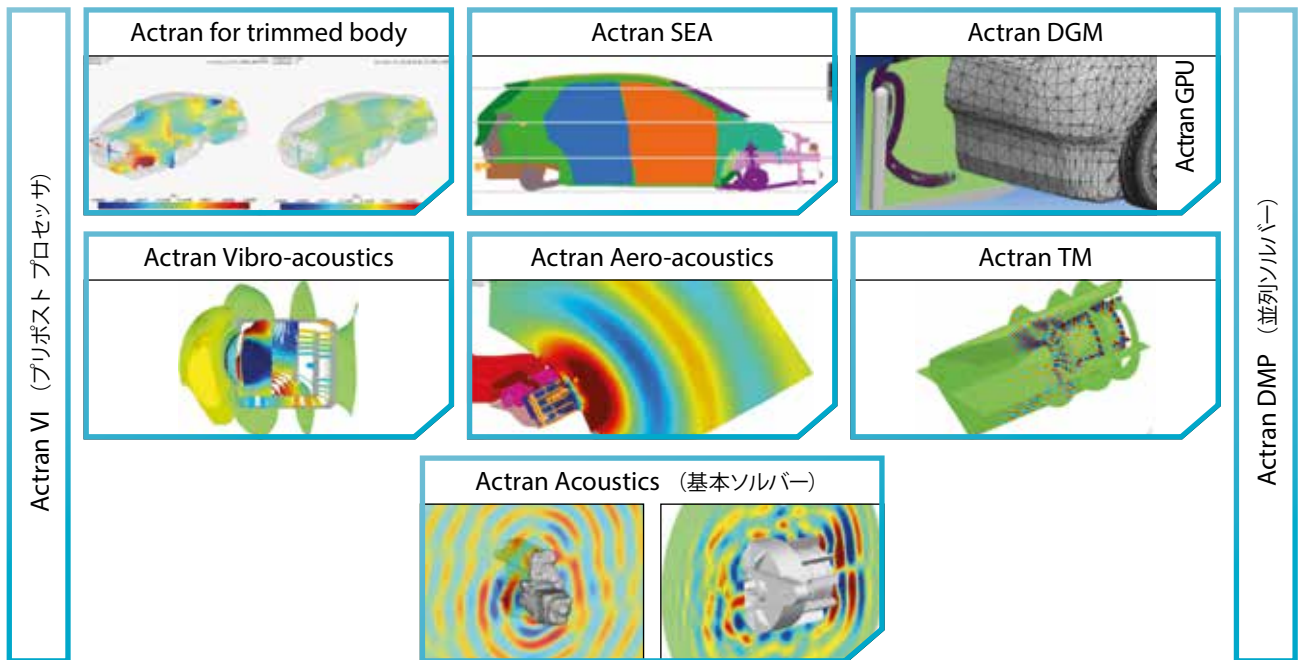 Actran VI （プリポスト プロセッサ）
Actran for trimmed body
Actran SEA
Actran DGM
Actran GPU
Actran Vibro-acoustics
Actran Aero-acoustics
Actran TM
Actran Acoustics （基本ソルバー）
Actran DMP （並列ソルバー）